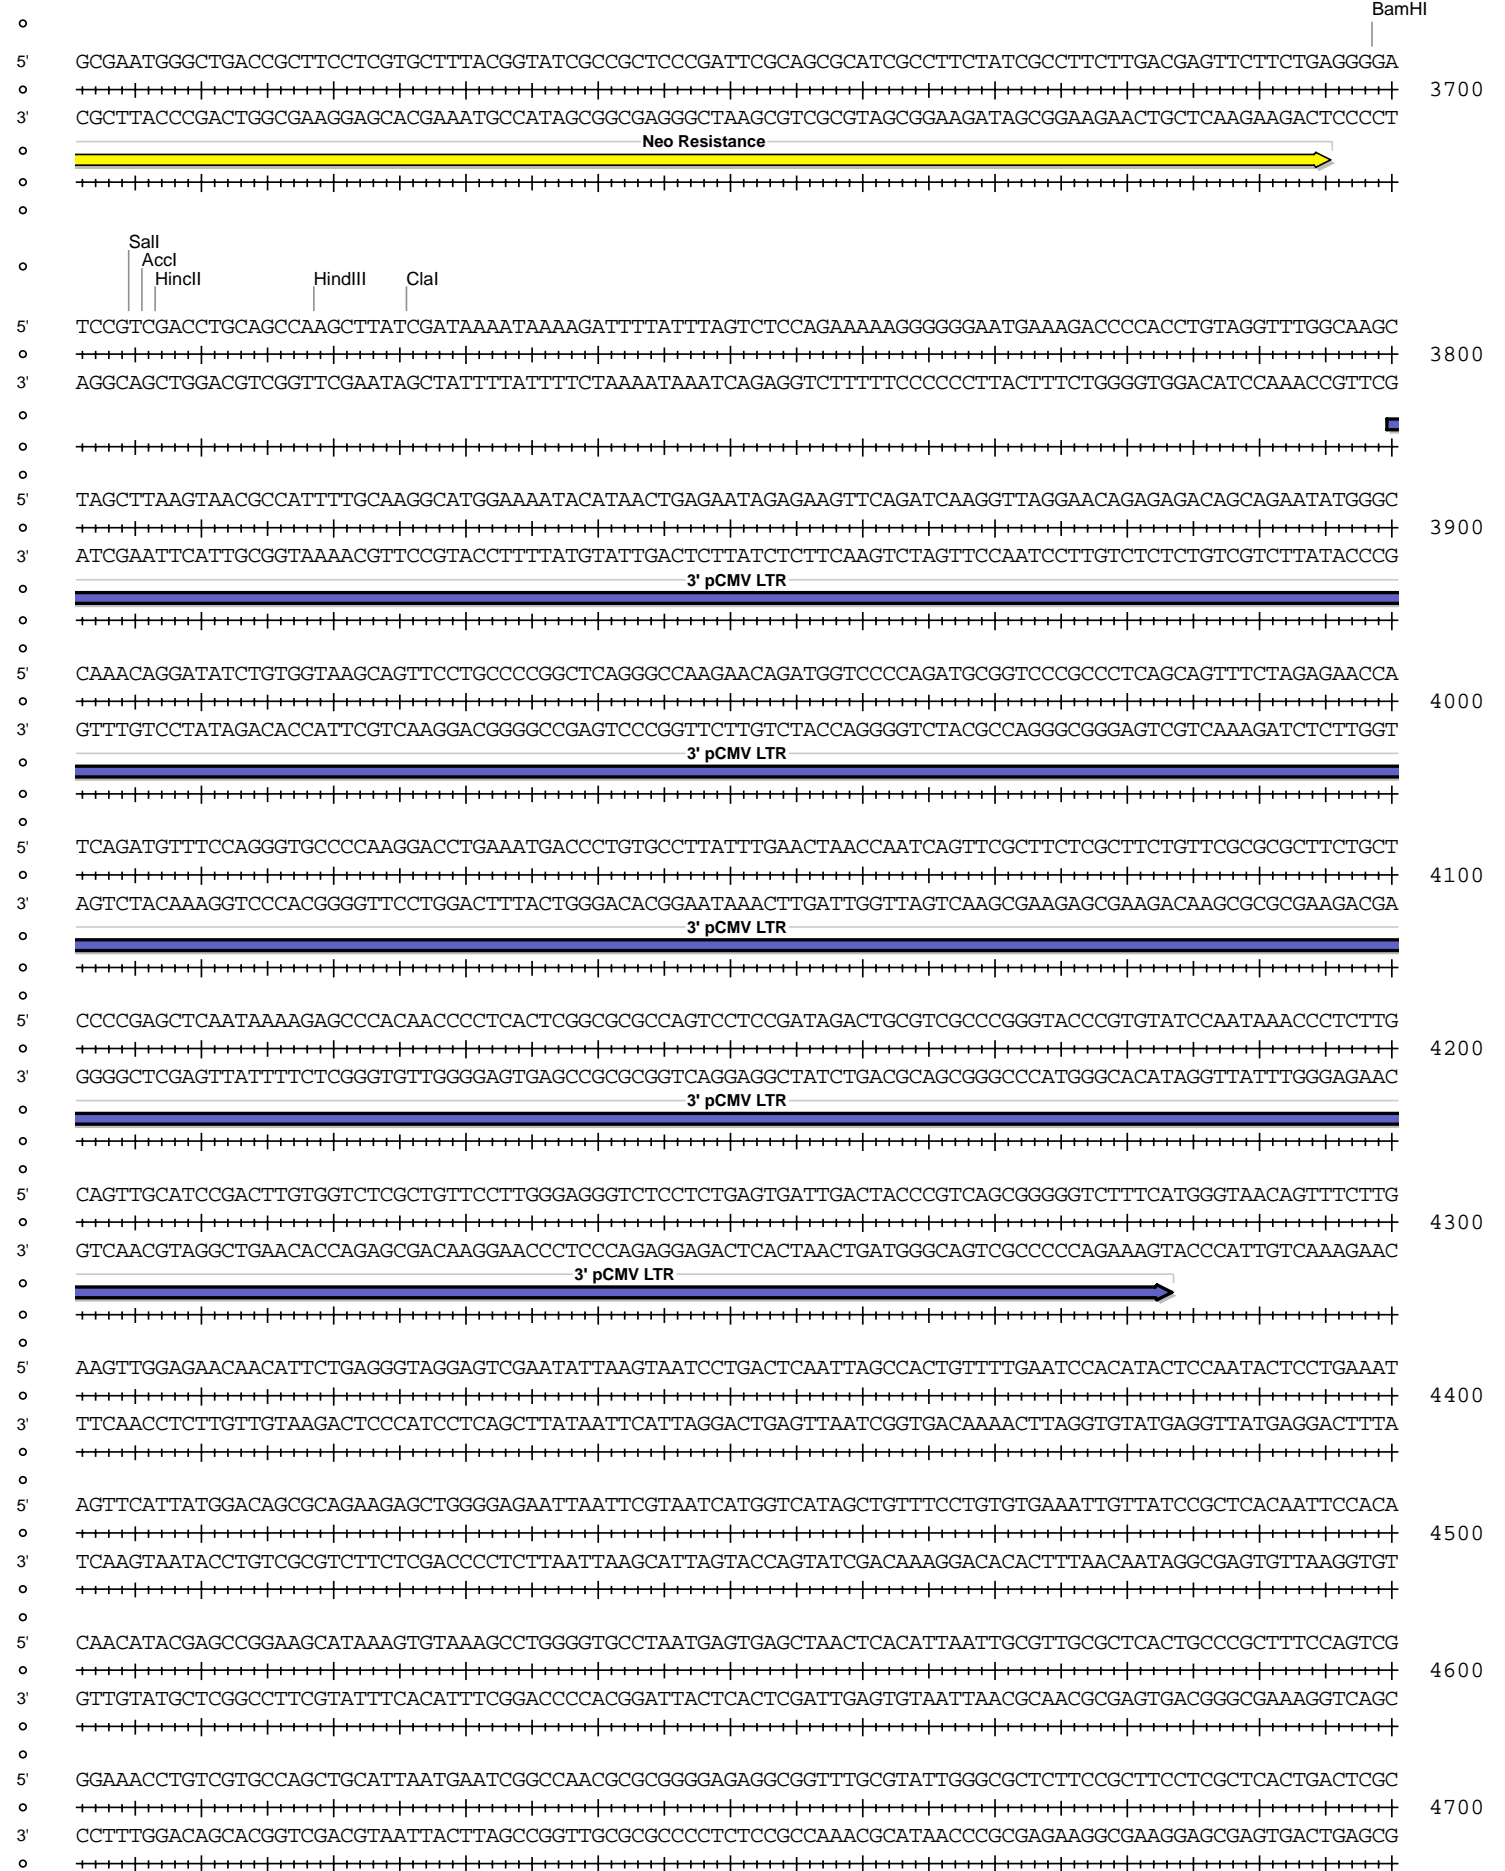 BamHI
5' GCGAATGGGCTGACCGCTTCCTCGTGCTTTACGGTATCGCCGCTCCCGATTCGCAGCGCATCGCCTTCTATCGCCTTCTTGACGAGTTCTTCTGAGGGGA
3700
3' CGCTTACCCGACTGGCGAAGGAGCACGAAATGCCATAGCGGCGAGGGCTAAGCGTCGCGTAGCGGAAGATAGCGGAAGAACTGCTCAAGAAGACTCCCCT
Neo Resistance
SalI
AccI
HincII HindIII ClaI
5' TCCGTCGACCTGCAGCCAAGCTTATCGATAAAATAAAAGATTTTATTTAGTCTCCAGAAAAAGGGGGGAATGAAAGACCCCACCTGTAGGTTTGGCAAGC
3800
3' AGGCAGCTGGACGTCGGTTCGAATAGCTATTTTATTTTCTAAAATAAATCAGAGGTCTTTTTCCCCCCTTACTTTCTGGGGTGGACATCCAAACCGTTCG
5' TAGCTTAAGTAACGCCATTTTGCAAGGCATGGAAAATACATAACTGAGAATAGAGAAGTTCAGATCAAGGTTAGGAACAGAGAGACAGCAGAATATGGGC
3900
3' ATCGAATTCATTGCGGTAAAACGTTCCGTACCTTTTATGTATTGACTCTTATCTCTTCAAGTCTAGTTCCAATCCTTGTCTCTCTGTCGTCTTATACCCG
3' pCMV LTR
5' CAAACAGGATATCTGTGGTAAGCAGTTCCTGCCCCGGCTCAGGGCCAAGAACAGATGGTCCCCAGATGCGGTCCCGCCCTCAGCAGTTTCTAGAGAACCA
4000
3' GTTTGTCCTATAGACACCATTCGTCAAGGACGGGGCCGAGTCCCGGTTCTTGTCTACCAGGGGTCTACGCCAGGGCGGGAGTCGTCAAAGATCTCTTGGT
3' pCMV LTR
5' TCAGATGTTTCCAGGGTGCCCCAAGGACCTGAAATGACCCTGTGCCTTATTTGAACTAACCAATCAGTTCGCTTCTCGCTTCTGTTCGCGCGCTTCTGCT
4100
3' AGTCTACAAAGGTCCCACGGGGTTCCTGGACTTTACTGGGACACGGAATAAACTTGATTGGTTAGTCAAGCGAAGAGCGAAGACAAGCGCGCGAAGACGA
3' pCMV LTR
5' CCCCGAGCTCAATAAAAGAGCCCACAACCCCTCACTCGGCGCGCCAGTCCTCCGATAGACTGCGTCGCCCGGGTACCCGTGTATCCAATAAACCCTCTTG
4200
3' GGGGCTCGAGTTATTTTCTCGGGTGTTGGGGAGTGAGCCGCGCGGTCAGGAGGCTATCTGACGCAGCGGGCCCATGGGCACATAGGTTATTTGGGAGAAC
3' pCMV LTR
5' CAGTTGCATCCGACTTGTGGTCTCGCTGTTCCTTGGGAGGGTCTCCTCTGAGTGATTGACTACCCGTCAGCGGGGGTCTTTCATGGGTAACAGTTTCTTG
4300
3' GTCAACGTAGGCTGAACACCAGAGCGACAAGGAACCCTCCCAGAGGAGACTCACTAACTGATGGGCAGTCGCCCCCAGAAAGTACCCATTGTCAAAGAAC
3' pCMV LTR
5' AAGTTGGAGAACAACATTCTGAGGGTAGGAGTCGAATATTAAGTAATCCTGACTCAATTAGCCACTGTTTTGAATCCACATACTCCAATACTCCTGAAAT
4400
3' TTCAACCTCTTGTTGTAAGACTCCCATCCTCAGCTTATAATTCATTAGGACTGAGTTAATCGGTGACAAAACTTAGGTGTATGAGGTTATGAGGACTTTA
5' AGTTCATTATGGACAGCGCAGAAGAGCTGGGGAGAATTAATTCGTAATCATGGTCATAGCTGTTTCCTGTGTGAAATTGTTATCCGCTCACAATTCCACA
4500
3' TCAAGTAATACCTGTCGCGTCTTCTCGACCCCTCTTAATTAAGCATTAGTACCAGTATCGACAAAGGACACACTTTAACAATAGGCGAGTGTTAAGGTGT
5' CAACATACGAGCCGGAAGCATAAAGTGTAAAGCCTGGGGTGCCTAATGAGTGAGCTAACTCACATTAATTGCGTTGCGCTCACTGCCCGCTTTCCAGTCG
4600
3' GTTGTATGCTCGGCCTTCGTATTTCACATTTCGGACCCCACGGATTACTCACTCGATTGAGTGTAATTAACGCAACGCGAGTGACGGGCGAAAGGTCAGC
5' GGAAACCTGTCGTGCCAGCTGCATTAATGAATCGGCCAACGCGCGGGGAGAGGCGGTTTGCGTATTGGGCGCTCTTCCGCTTCCTCGCTCACTGACTCGC
4700
3' CCTTTGGACAGCACGGTCGACGTAATTACTTAGCCGGTTGCGCGCCCCTCTCCGCCAAACGCATAACCCGCGAGAAGGCGAAGGAGCGAGTGACTGAGCG